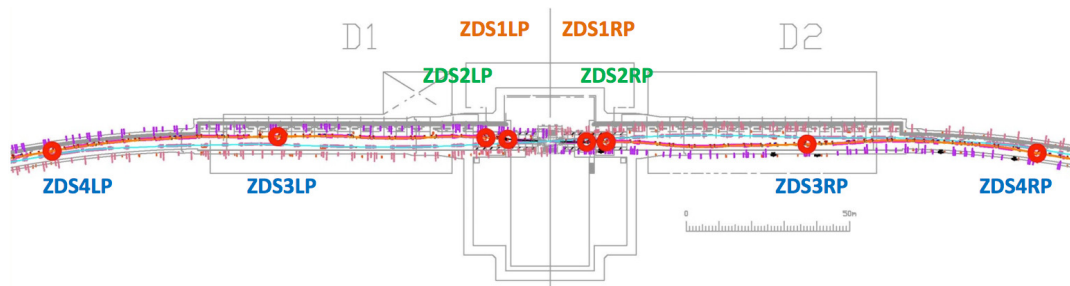 ZDS1LP ZDS1RP
D1 D2
ZDS2LP ZDS2RP
ZDS4LP ZDS3LP ZDS3RP ZDS4RP
0 50m